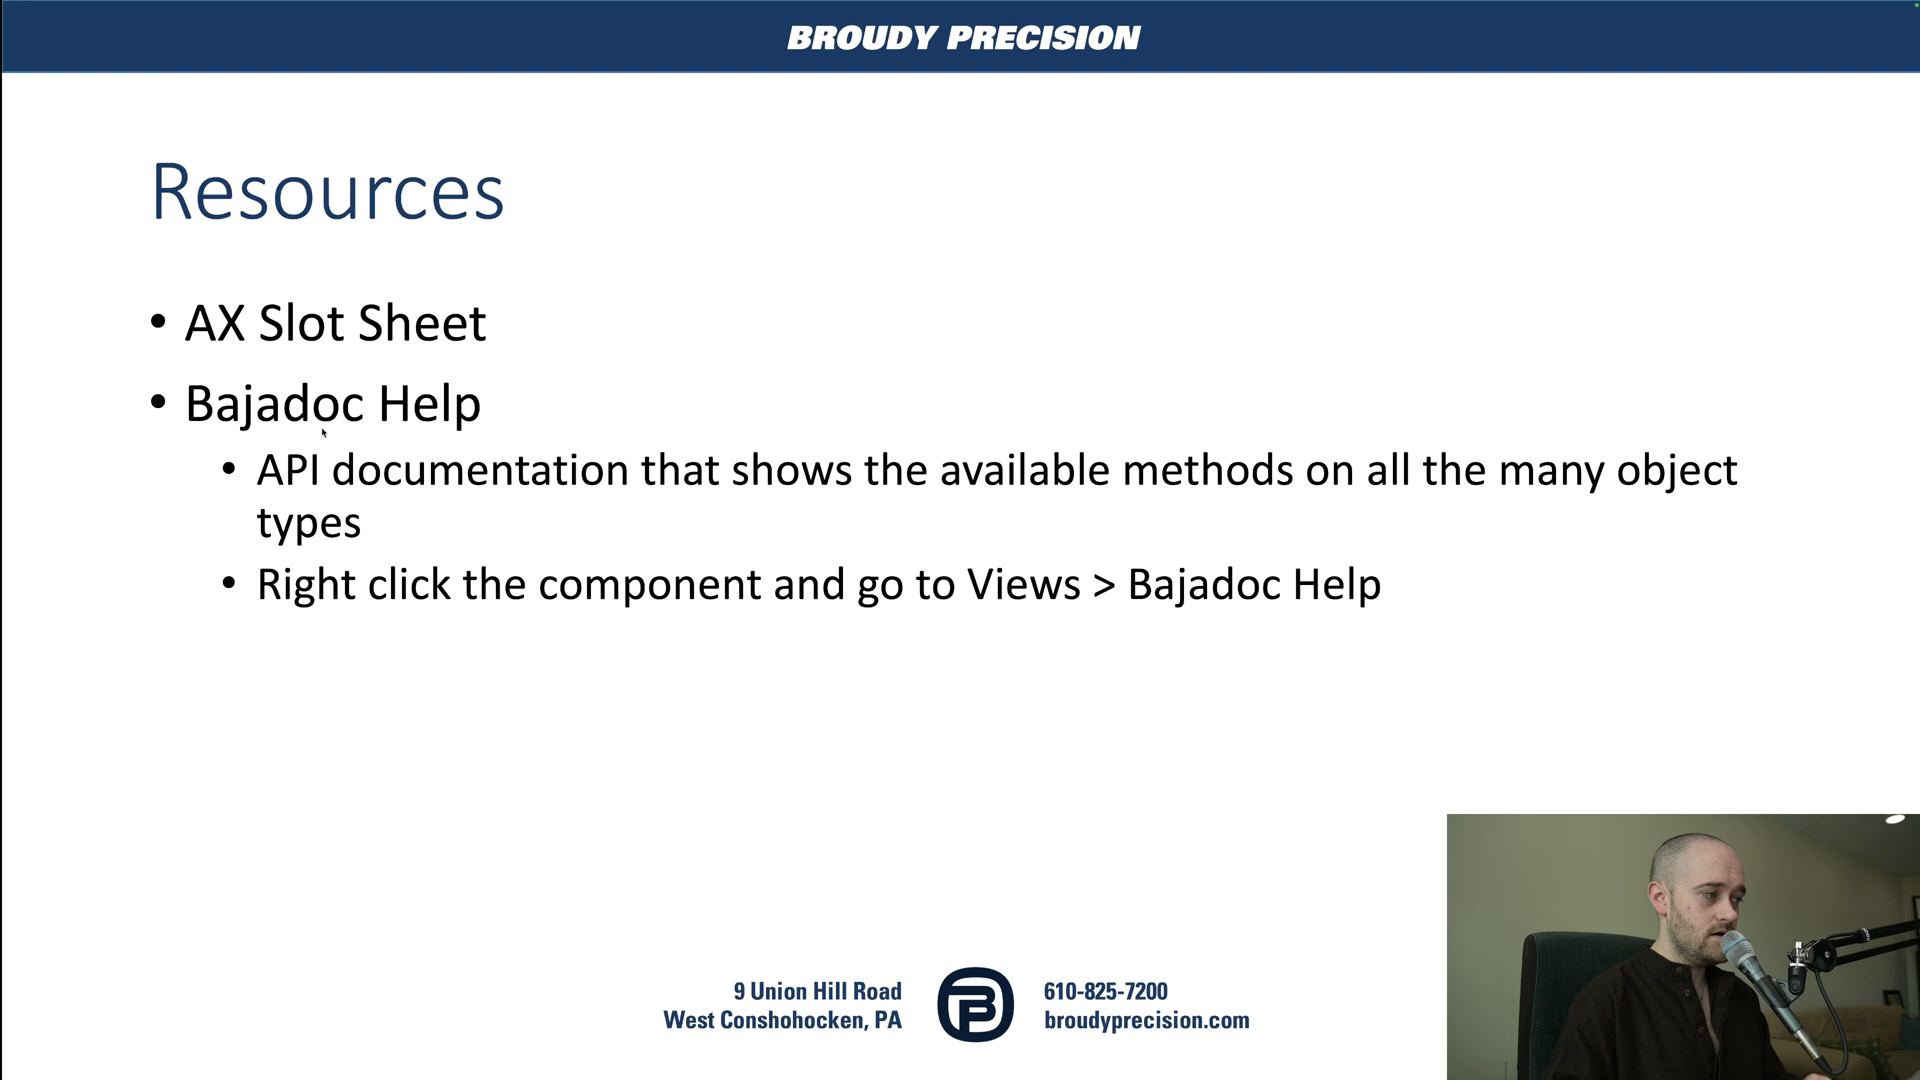 BROUDY PRECISION
Resources
• AX Slot Sheet
• Bajadoc Help
• API documentation that shows the available methods on all the many object
types
• Right click the component and go to Views > Bajadoc Help
9 Union Hill Road
West Conshohocken, PA
610-825-7200
broudyprecision.com